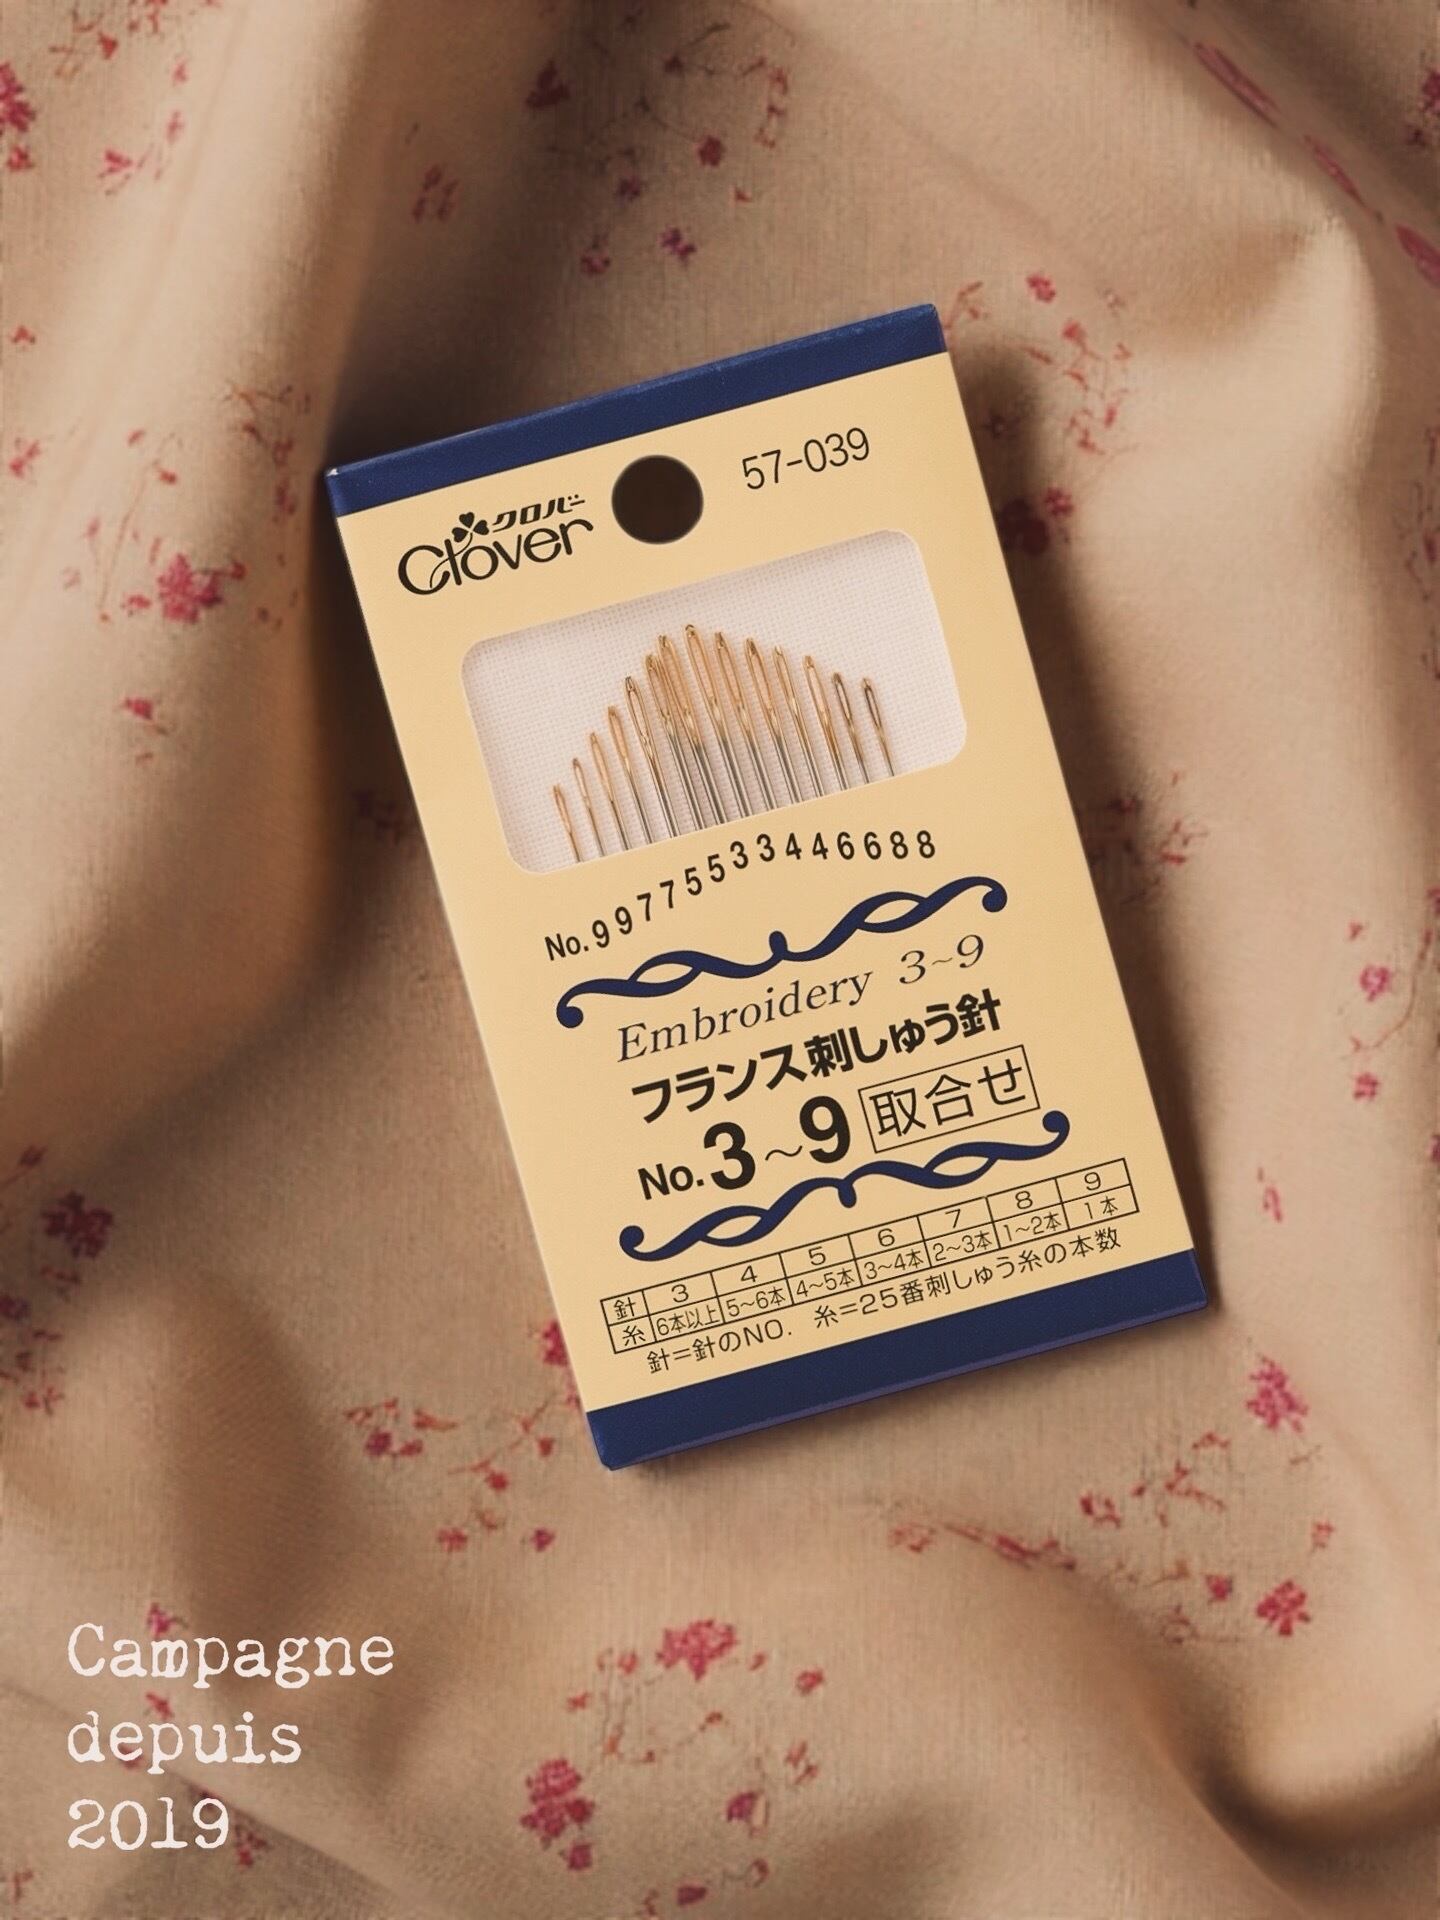 クロバー
Clover
57-039
No.99775533446688
Embroidery 3~9
フランス刺しゅう針
No.3~9 取合せ
針 3 4 5 6 7 8 9
糸 6本以上 5~6本 4~5本 3~4本 2~3本 1~2本 1本
針=針のNO. 糸=25番刺しゅう糸の本数
Campagne
depuis
2019